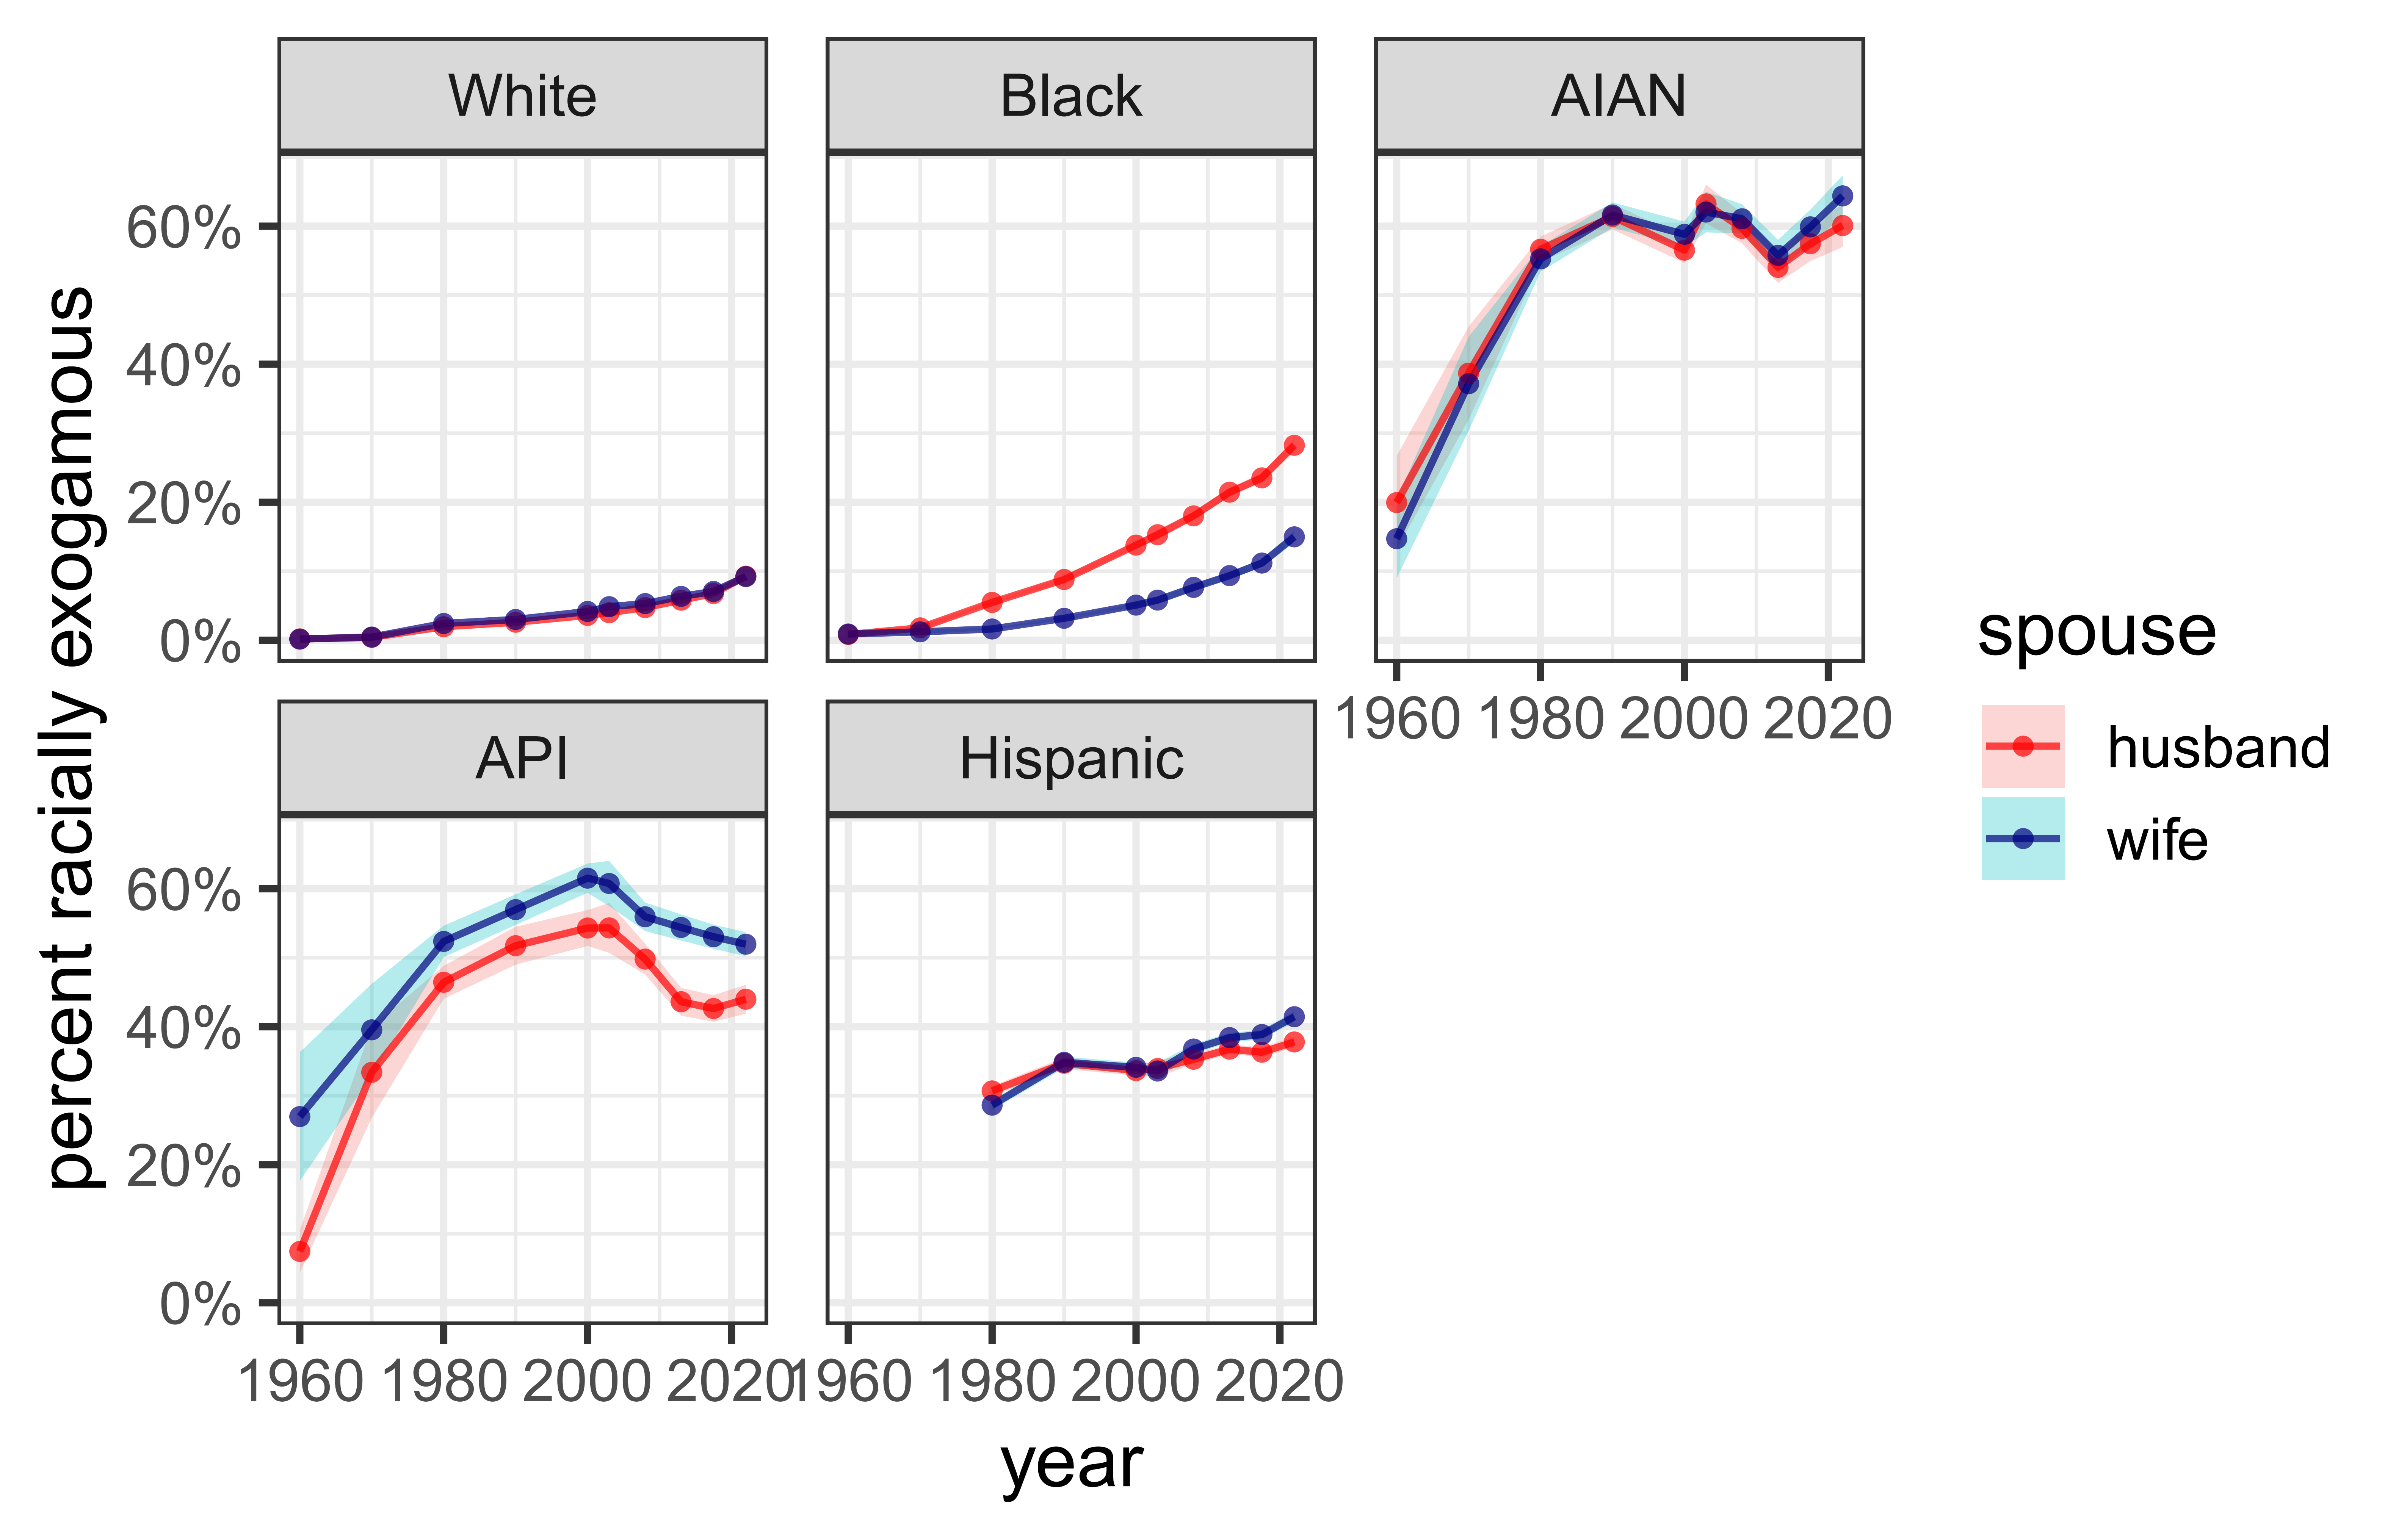 White
Black
AIAN
60%
40%
20%
0%
1960 1980 2000 2020
API
Hispanic
60%
40%
20%
0%
1960 1980 2000 2020
1960 1980 2000 2020
year
percent racially exogamous
spouse
husband
wife